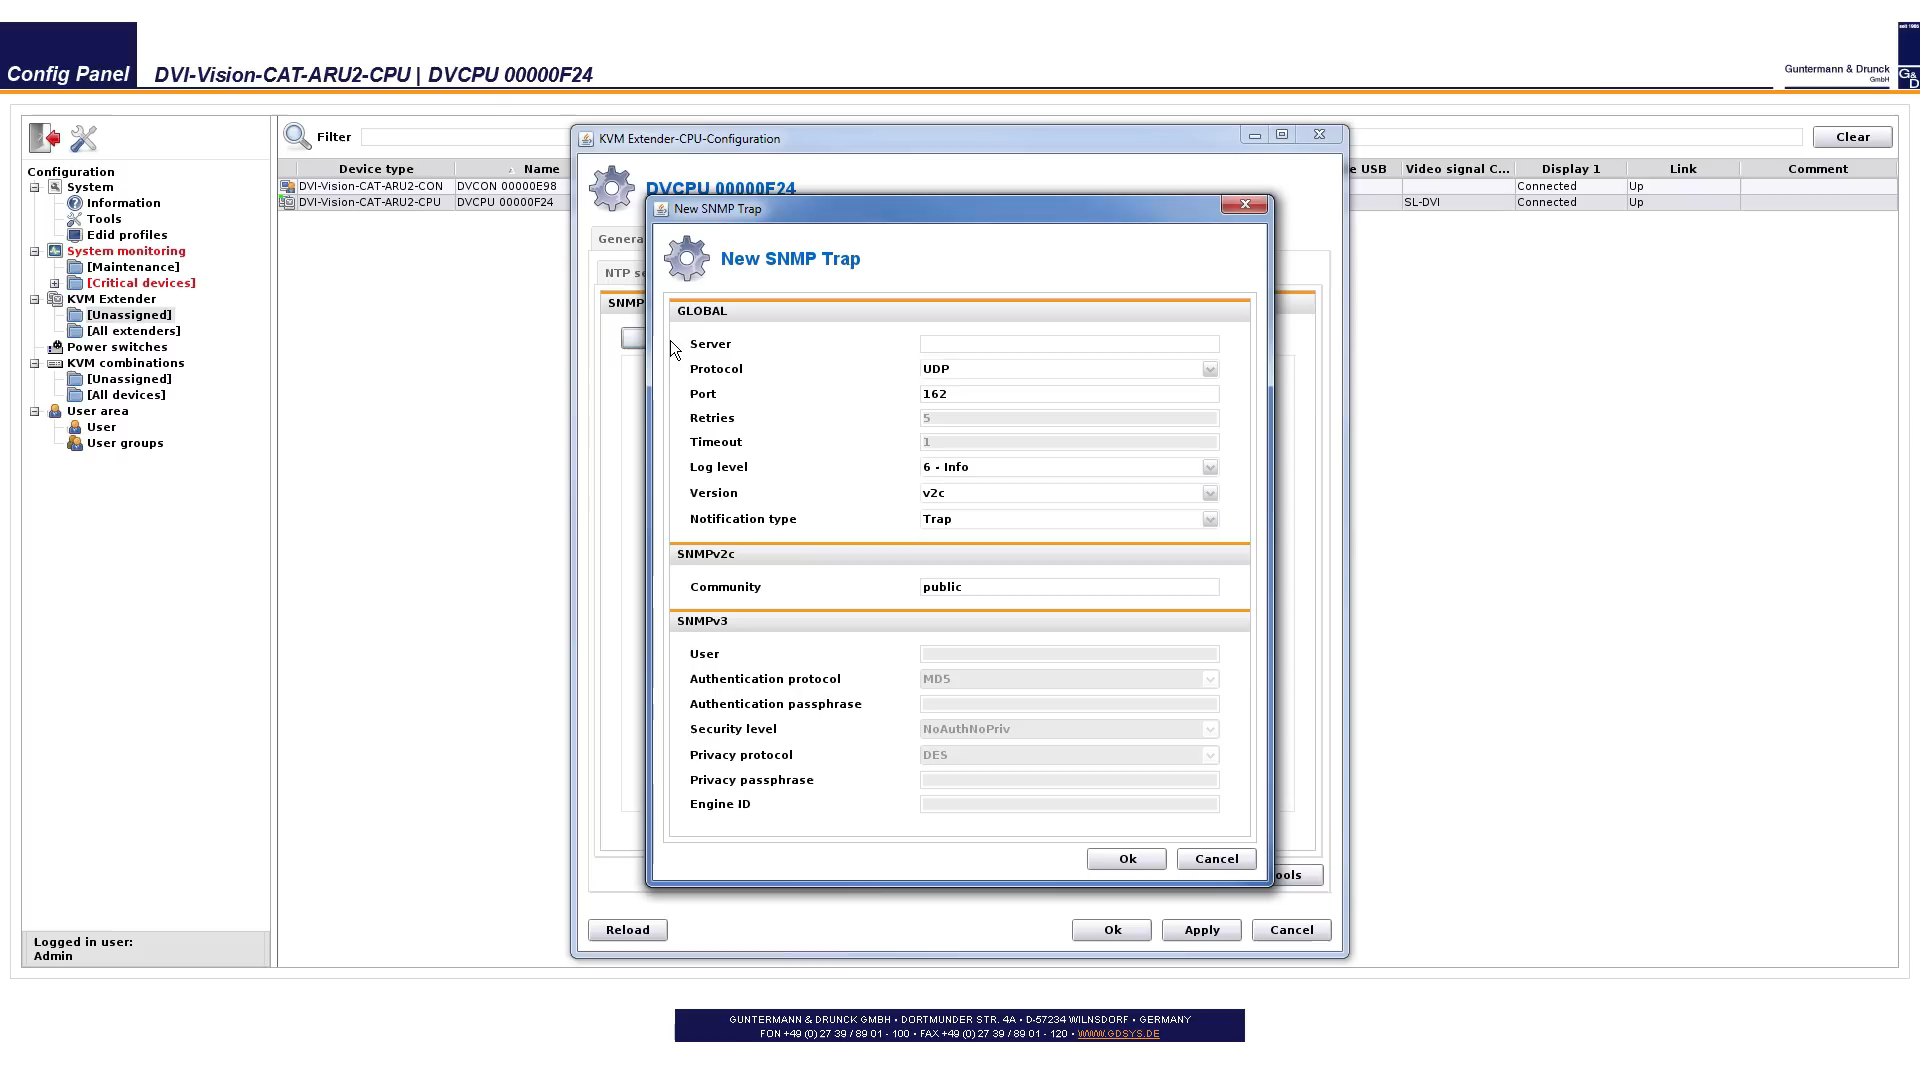 seit 1985
Config Panel
DVI-Vision-CAT-ARU2-CPU | DVCPU 00000F24
Guntermann & Drunck
GmbH
G&D
Filter
Clear
Device type
Name
e USB
Video signal C...
Display 1
Link
Comment
DVI-Vision-CAT-ARU2-CON
DVCON 00000E98
Connected
Up
DVI-Vision-CAT-ARU2-CPU
DVCPU 00000F24
SL-DVI
Connected
Up
Configuration
System
Information
Tools
Edid profiles
System monitoring
[Maintenance]
[Critical devices]
KVM Extender
[Unassigned]
[All extenders]
Power switches
KVM combinations
[Unassigned]
[All devices]
User area
User
User groups
Logged in user:
Admin
KVM Extender-CPU-Configuration
DVCPU 00000F24
Genera
NTP se
SNMP
New SNMP Trap
New SNMP Trap
GLOBAL
Server
Protocol
UDP
Port
162
Retries
5
Timeout
1
Log level
6 - Info
Version
v2c
Notification type
Trap
SNMPv2c
Community
public
SNMPv3
User
Authentication protocol
MD5
Authentication passphrase
Security level
NoAuthNoPriv
Privacy protocol
DES
Privacy passphrase
Engine ID
Ok
Cancel
ools
Reload
Ok
Apply
Cancel
GUNTERMANN & DRUNCK GMBH • DORTMUNDER STR. 4A • D-57234 WILNSDORF • GERMANY
FON +49 (0) 27 39 / 89 01 - 100 • FAX +49 (0) 27 39 / 89 01 - 120 • WWW.GDSYS.DE